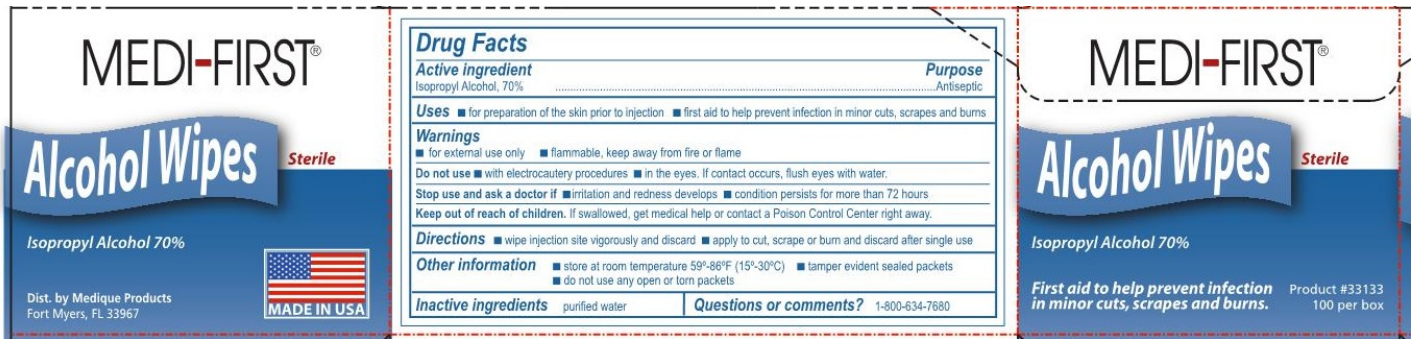 MEDI-FIRST®
Alcohol Wipes
Sterile
Isopropyl Alcohol 70%
Dist. by Medique Products
Fort Myers, FL 33967
MADE IN USA
Drug Facts
Active ingredient Purpose
Isopropyl Alcohol, 70% ........................Antiseptic
Uses ■ for preparation of the skin prior to injection ■ first aid to help prevent infection in minor cuts, scrapes and burns
Warnings
■ for external use only ■ flammable, keep away from fire or flame
Do not use ■ with electrocautery procedures ■ in the eyes. If contact occurs, flush eyes with water.
Stop use and ask a doctor if ■ irritation and redness develops ■ condition persists for more than 72 hours
Keep out of reach of children. If swallowed, get medical help or contact a Poison Control Center right away.
Directions ■ wipe injection site vigorously and discard ■ apply to cut, scrape or burn and discard after single use
Other information ■ store at room temperature 59º-86ºF (15º-30ºC) ■ tamper evident sealed packets
■ do not use any open or torn packets
Inactive ingredients purified water
Questions or comments? 1-800-634-7680
MEDI-FIRST®
Alcohol Wipes
Sterile
Isopropyl Alcohol 70%
First aid to help prevent infection
in minor cuts, scrapes and burns.
Product #33133
100 per box